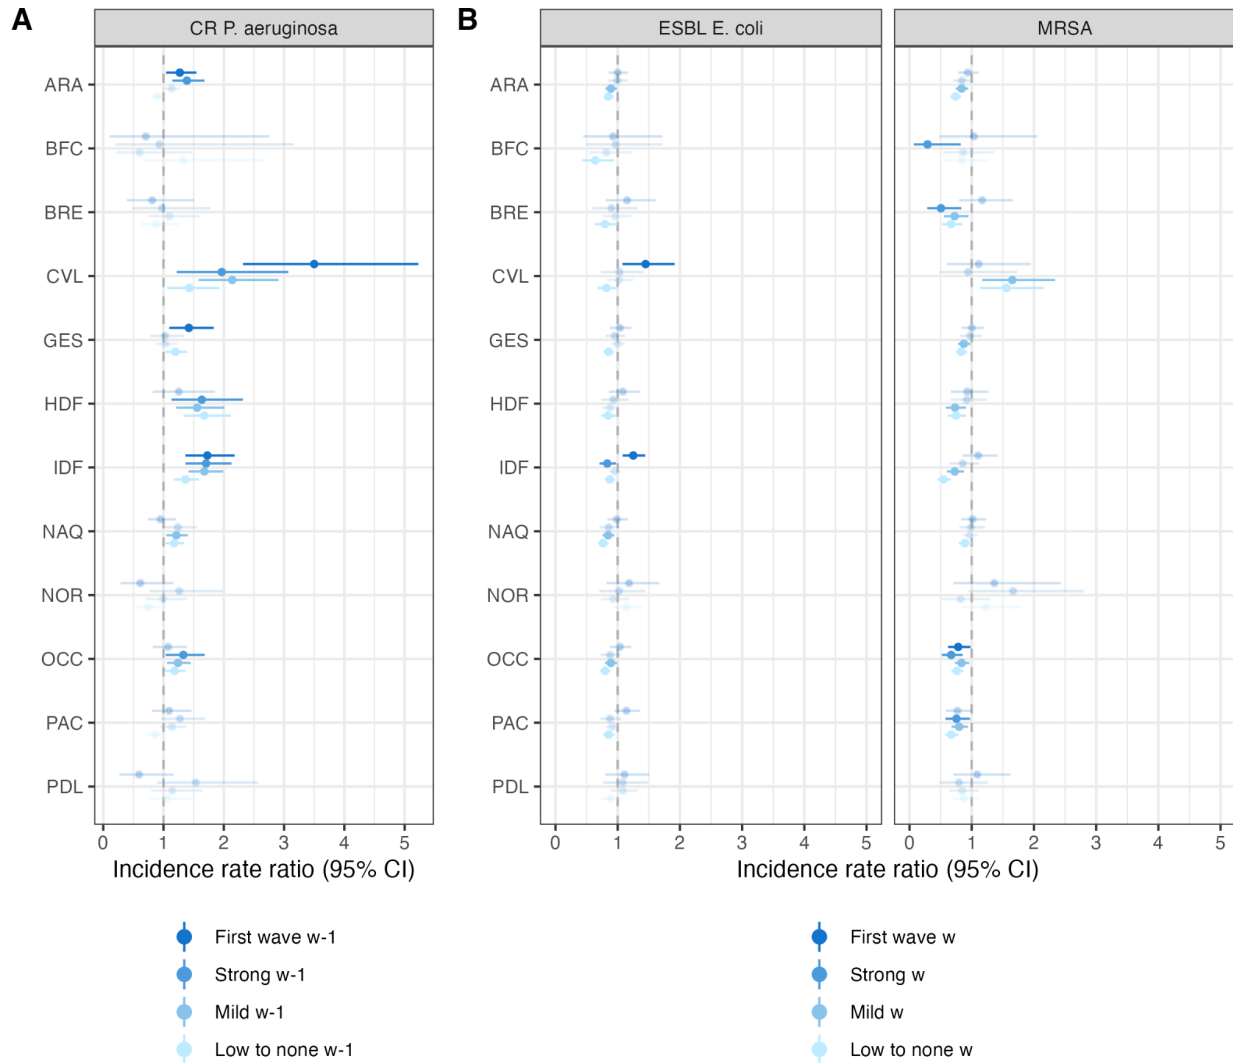 A
CR P. aeruginosa
ARA
BFC
BRE
CVL
GES
HDF
IDF
NAQ
NOR
OCC
PAC
PDL
0 1 2 3 4 5
Incidence rate ratio (95% CI)
First wave w-1
Strong w-1
Mild w-1
Low to none w-1
B
ESBL E. coli
MRSA
ARA
BFC
BRE
CVL
GES
HDF
IDF
NAQ
NOR
OCC
PAC
PDL
0 1 2 3 4 5
0 1 2 3 4 5
Incidence rate ratio (95% CI)
First wave w
Strong w
Mild w
Low to none w